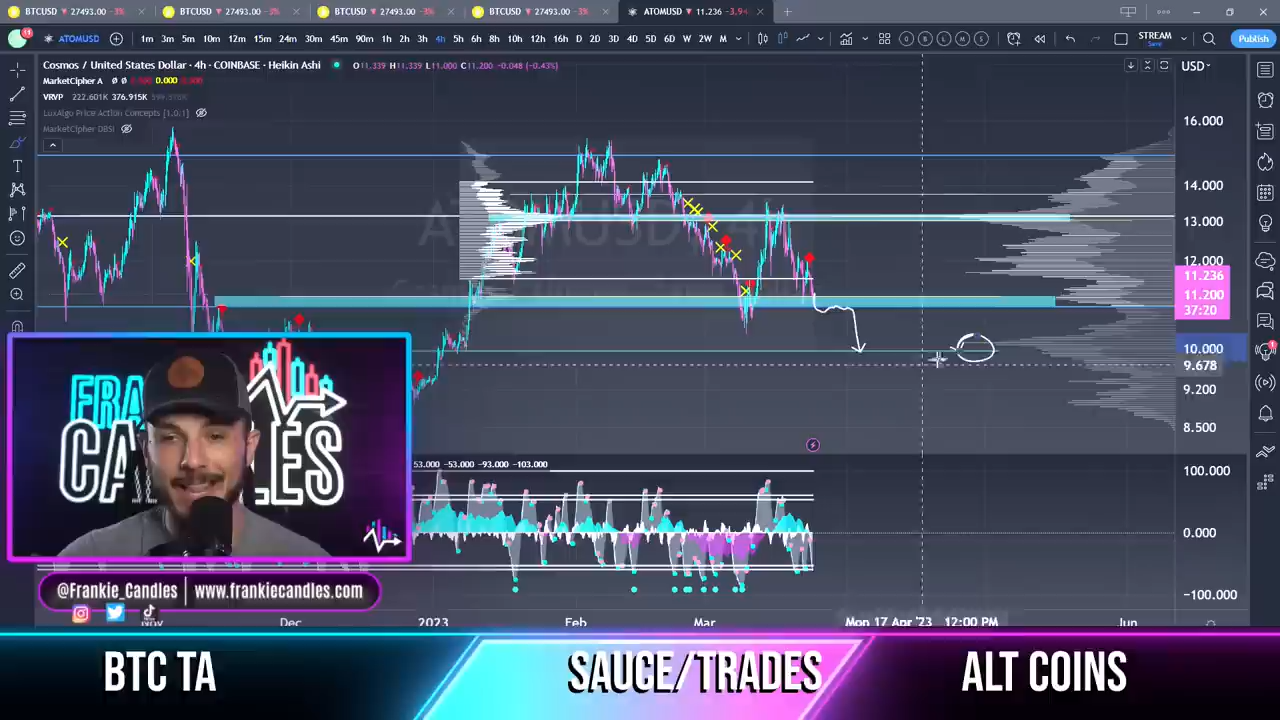 BTCUSD ▼ 27493.00 −3%
BTCUSD ▼ 27493.00 −3%
BTCUSD ▼ 27493.00 −3%
BTCUSD ▼ 27493.00 −3%
ATOMUSD ▼ 11.236 −3.94
11 ATOMUSD 1m 3m 5m 10m 12m 15m 24m 30m 45m 90m 1h 2h 3h 4h 5h 6h 8h 10h 12h 16h D 2D 3D 4D 5D 6D W 2W M STREAM Save Publish
Cosmos / United States Dollar · 4h · COINBASE · Heikin Ashi O11.339 H11.339 L11.000 C11.200 −0.048 (−0.43%)
USD
MarketCipher A 0.000
VRVP 222.601K 376.915K
LuxAlgo Price Action Concepts [1.0.1]
MarketCipher DBSI
16.000
14.000
13.000
12.000
11.236
11.200
37:20
10.000
9.678
9.200
8.500
53.000 −53.000 −93.000 −103.000
100.000
0.000
−100.000
Nov Dec 2023 Feb Mar Mon 17 Apr '23 12:00 PM Jun
@Frankie_Candles | www.frankiecandles.com
BTC TA
SAUCE/TRADES
ALT COINS